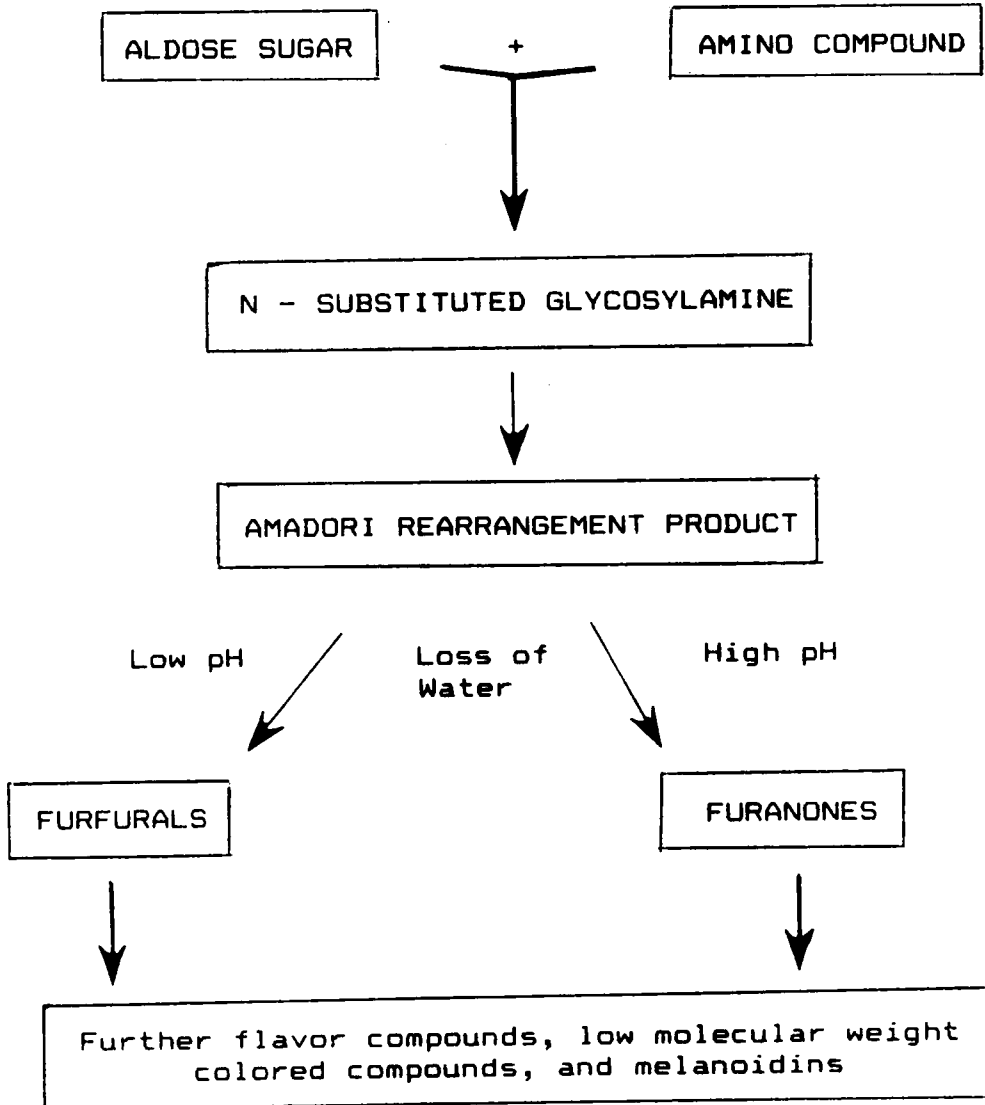 ALDOSE SUGAR + AMINO COMPOUND
N - SUBSTITUTED GLYCOSYLAMINE
AMADORI REARRANGEMENT PRODUCT
Low pH Loss of Water High pH
FURFURALS FURANONES
Further flavor compounds, low molecular weight
colored compounds, and melanoidins